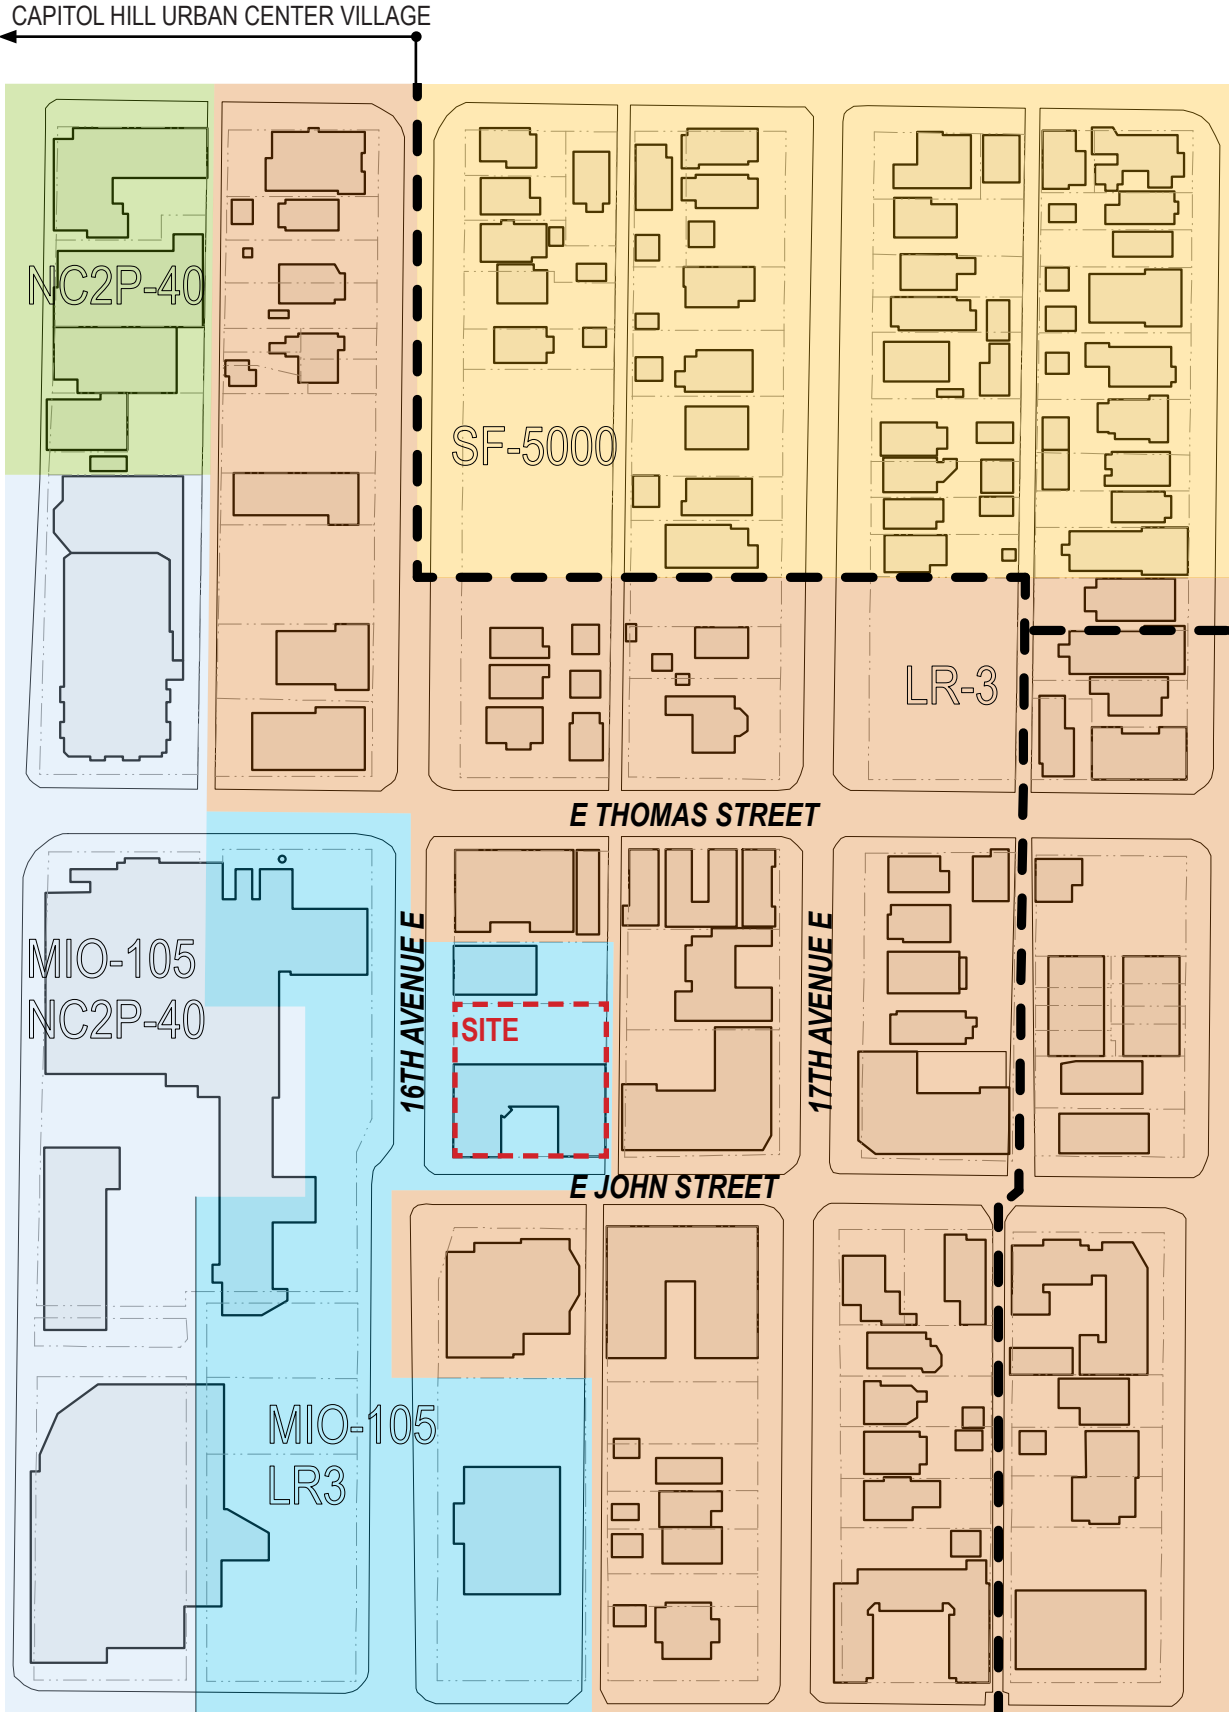 CAPITOL HILL URBAN CENTER VILLAGE
NC2P-40
SF-5000
LR-3
E THOMAS STREET
MIO-105
NC2P-40
16TH AVENUE E
SITE
17TH AVENUE E
E JOHN STREET
MIO-105
LR3